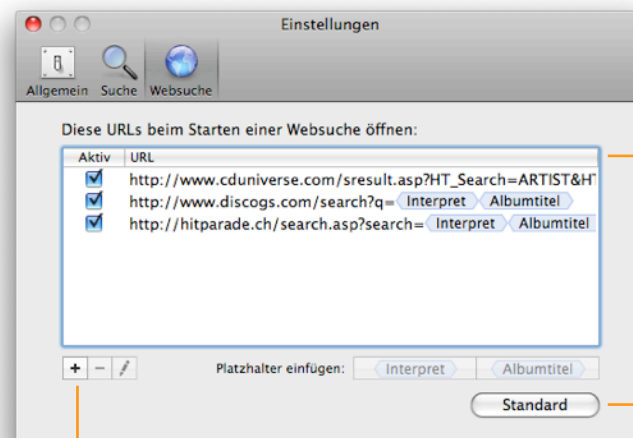 Einstellungen
Allgemein Suche Websuche
Diese URLs beim Starten einer Websuche öffnen:
Aktiv URL
http://www.cduniverse.com/sresult.asp?HT_Search=ARTIST&HT
http://www.discogs.com/search?q= Interpret Albumtitel
http://hitparade.ch/search.asp?search= Interpret Albumtitel
+ − Platzhalter einfügen: Interpret Albumtitel
Standard